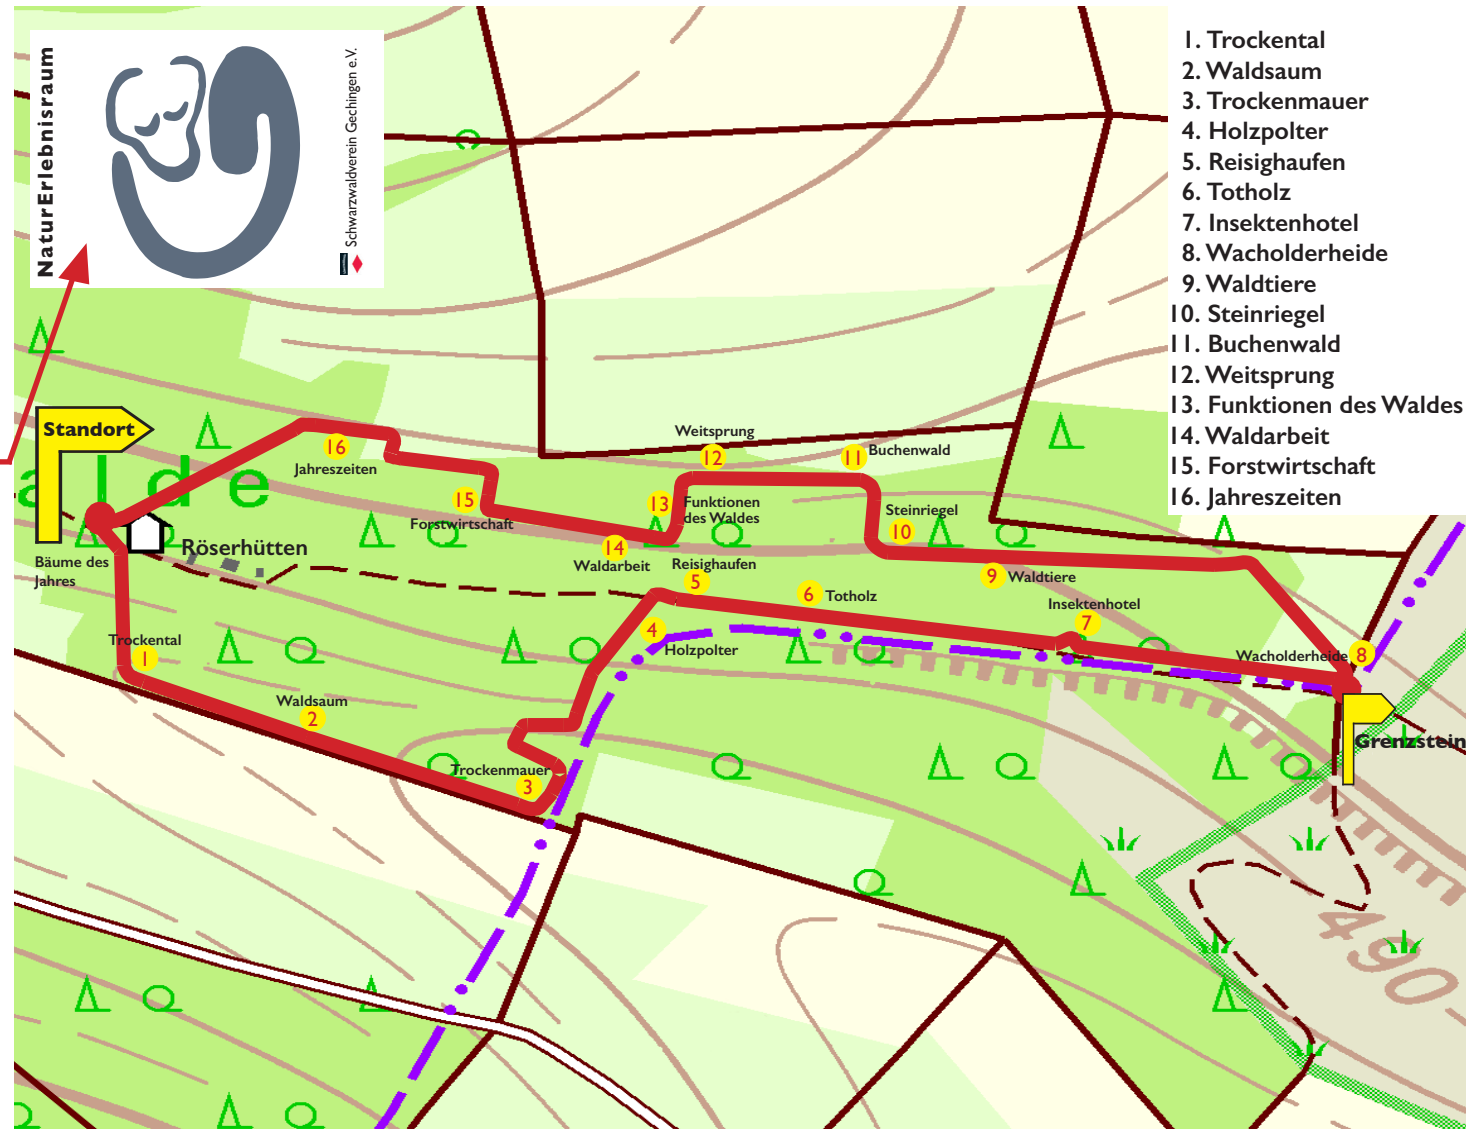 NaturErlebnisraum
Schwarzwaldverein Gechingen e.V.
1. Trockental
2. Waldsaum
3. Trockenmauer
4. Holzpolter
5. Reisighaufen
6. Totholz
7. Insektenhotel
8. Wacholderheide
9. Waldtiere
10. Steinriegel
11. Buchenwald
12. Weitsprung
13. Funktionen des Waldes
14. Waldarbeit
15. Forstwirtschaft
16. Jahreszeiten
Standort
alde
16
Jahreszeiten
15
Forstwirtschaft
14
Waldarbeit
13
Funktionen
des Waldes
Weitsprung
12
11
Buchenwald
Steinriegel
10
9
Waldtiere
Röserhütten
Bäume des
Jahres
Reisighaufen
5
6
Totholz
Insektenhotel
7
4
Holzpolter
Wacholderheide
8
Trockental
1
Waldsaum
2
Trockenmauer
3
Grenzstein
490